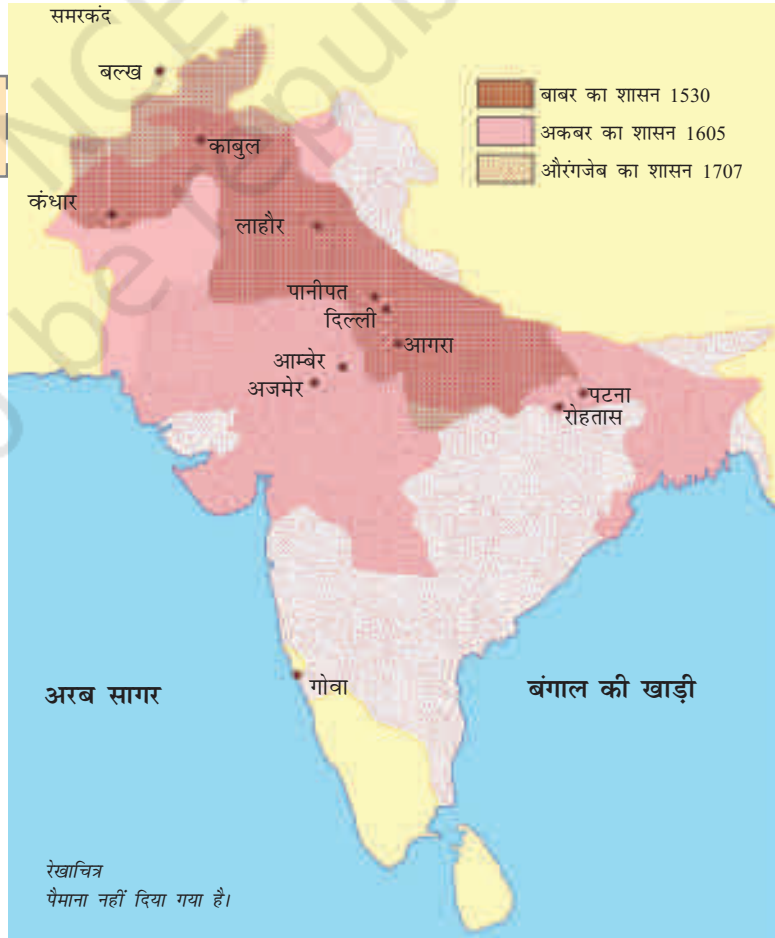 समरकंद
बल्ख
बाबर का शासन 1530
अकबर का शासन 1605
औरंगजेब का शासन 1707
काबुल
कंधार
लाहौर
पानीपत
दिल्ली
आगरा
आम्बेर
अजमेर
पटना
रोहतास
अरब सागर
गोवा
बंगाल की खाड़ी
रेखाचित्र
पैमाना नहीं दिया गया है।